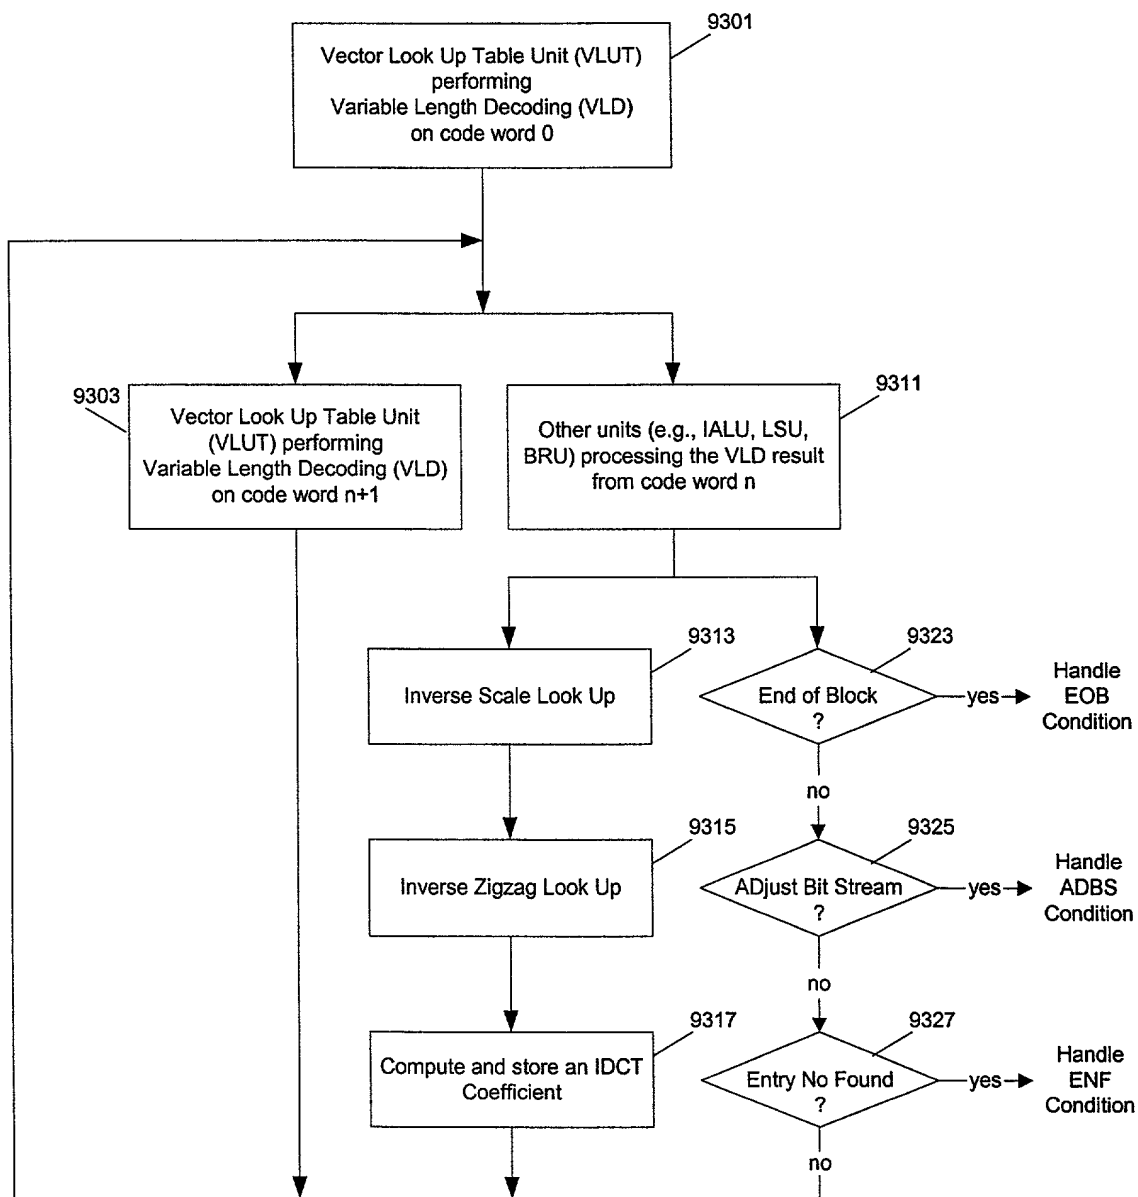 9301
Vector Look Up Table Unit (VLUT)
performing
Variable Length Decoding (VLD)
on code word 0
9303
Vector Look Up Table Unit
(VLUT) performing
Variable Length Decoding (VLD)
on code word n+1
9311
Other units (e.g., IALU, LSU,
BRU) processing the VLD result
from code word n
9313
Inverse Scale Look Up
9323
End of Block
?
yes
Handle
EOB
Condition
no
9315
Inverse Zigzag Look Up
9325
ADjust Bit Stream
?
yes
Handle
ADBS
Condition
no
9317
Compute and store an IDCT
Coefficient
9327
Entry No Found
?
yes
Handle
ENF
Condition
no